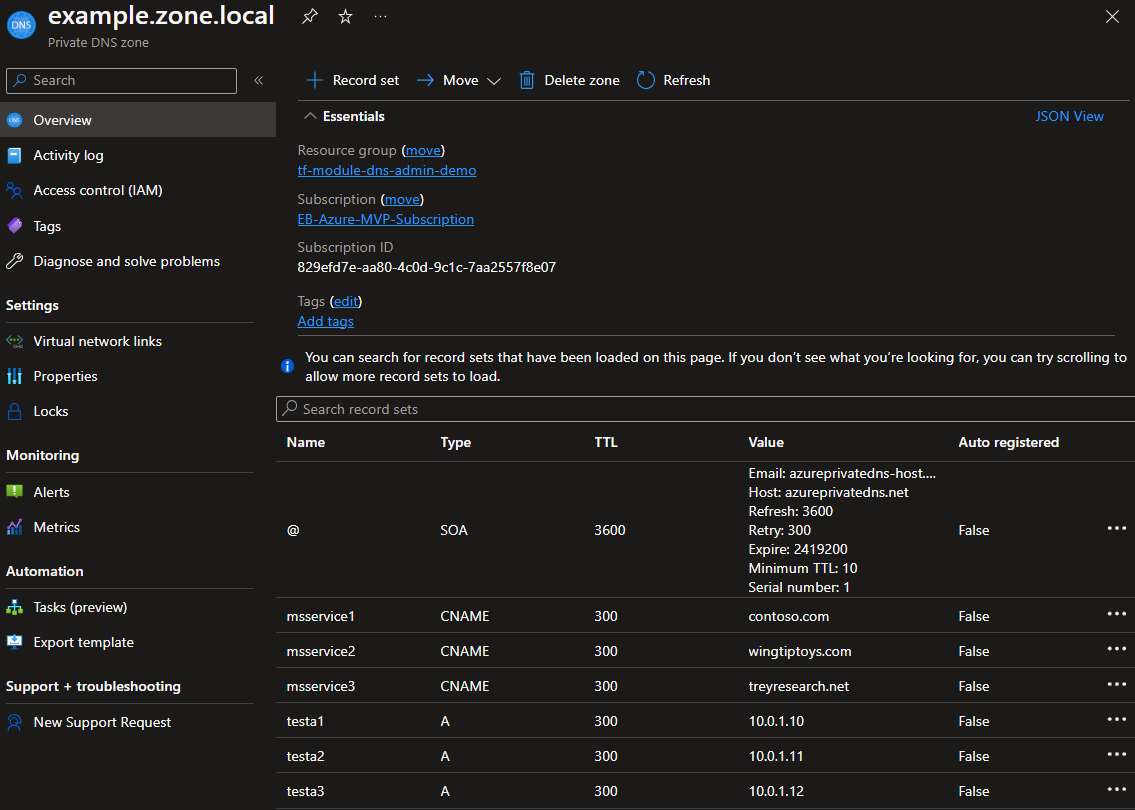 DNS
example.zone.local
Private DNS zone
Search
Overview
Activity log
Access control (IAM)
Tags
Diagnose and solve problems
Settings
Virtual network links
Properties
Locks
Monitoring
Alerts
Metrics
Automation
Tasks (preview)
Export template
Support + troubleshooting
New Support Request
Record set
Move
Delete zone
Refresh
Essentials
JSON View
Resource group (move)
tf-module-dns-admin-demo
Subscription (move)
EB-Azure-MVP-Subscription
Subscription ID
829efd7e-aa80-4c0d-9c1c-7aa2557f8e07
Tags (edit)
Add tags
You can search for record sets that have been loaded on this page. If you don't see what you're looking for, you can try scrolling to
allow more record sets to load.
Search record sets
Name Type TTL Value Auto registered
Email: azureprivatedns-host....
Host: azureprivatedns.net
Refresh: 3600
@ SOA 3600 Retry: 300 False
Expire: 2419200
Minimum TTL: 10
Serial number: 1
msservice1 CNAME 300 contoso.com False
msservice2 CNAME 300 wingtiptoys.com False
msservice3 CNAME 300 treyresearch.net False
testa1 A 300 10.0.1.10 False
testa2 A 300 10.0.1.11 False
testa3 A 300 10.0.1.12 False